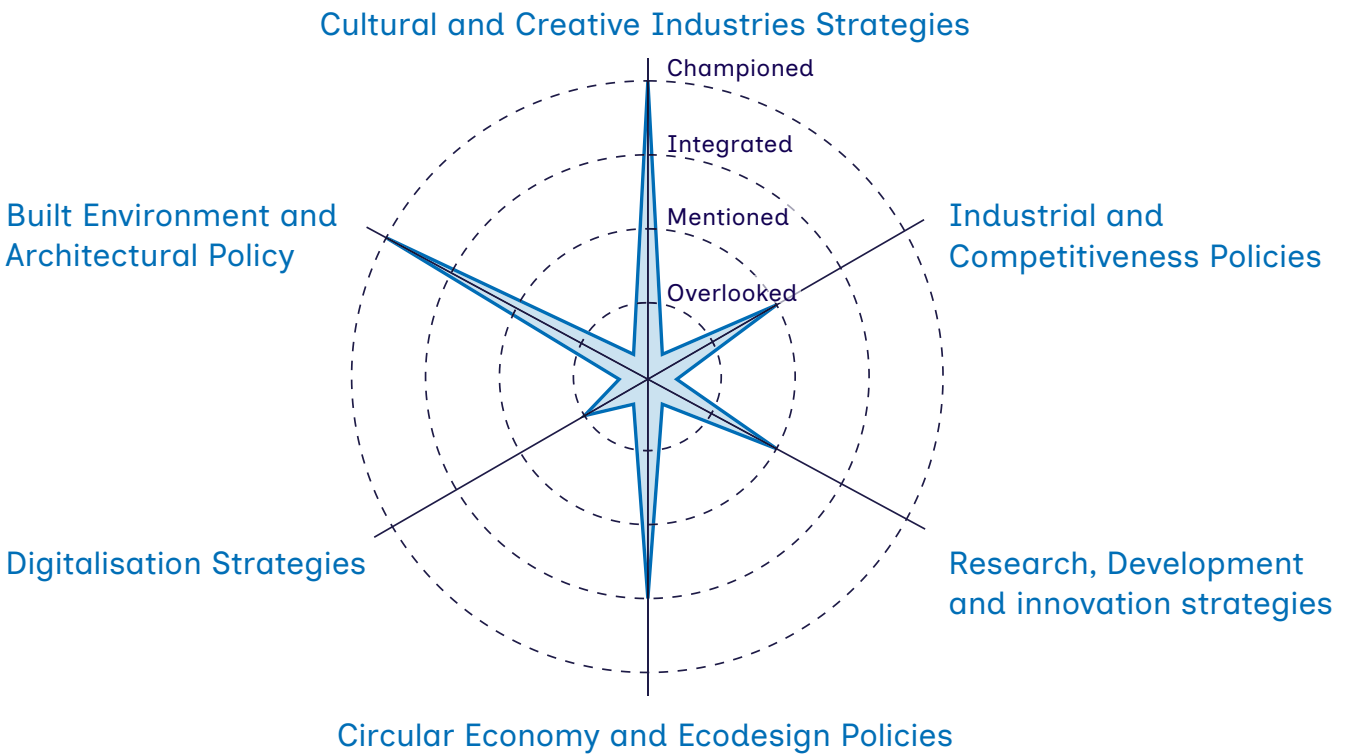 Cultural and Creative Industries Strategies
Championed
Integrated
Mentioned
Overlooked
Built Environment and
Architectural Policy
Industrial and
Competitiveness Policies
Digitalisation Strategies
Research, Development
and innovation strategies
Circular Economy and Ecodesign Policies